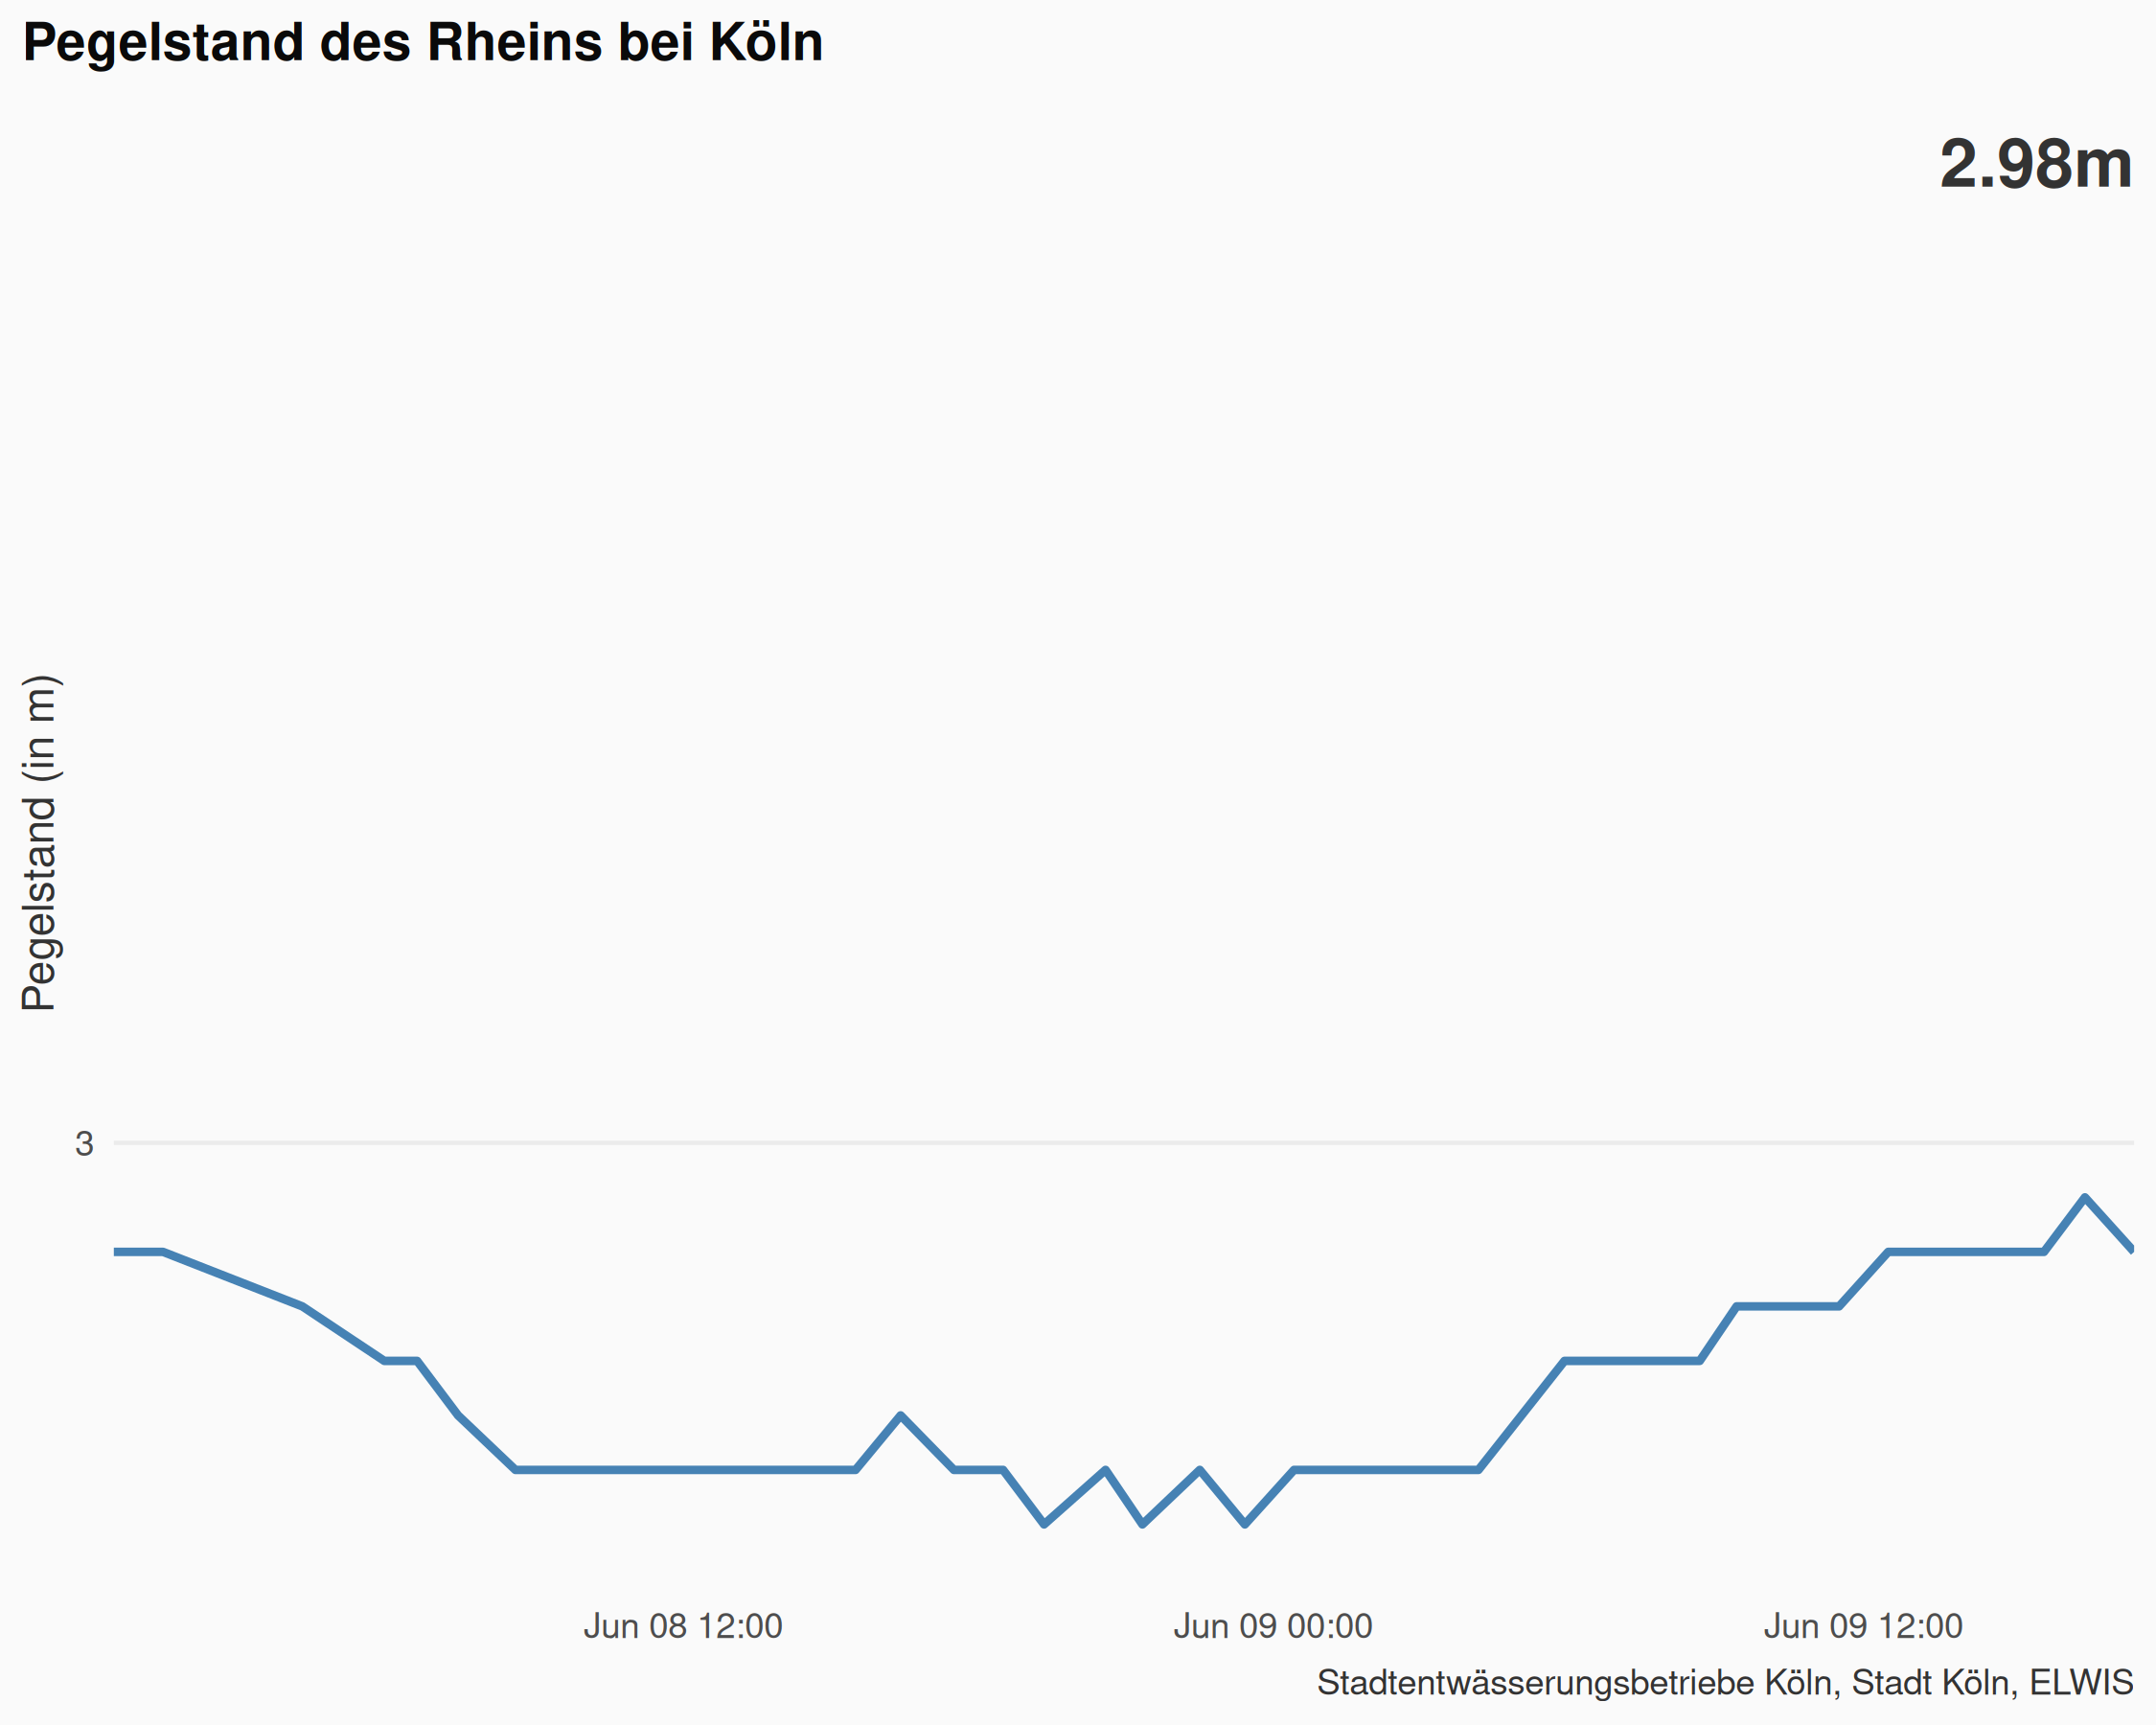 Pegelstand des Rheins bei Köln
2.98m
Pegelstand (in m)
3
Jun 08 12:00
Jun 09 00:00
Jun 09 12:00
Stadtentwässerungsbetriebe Köln, Stadt Köln, ELWIS